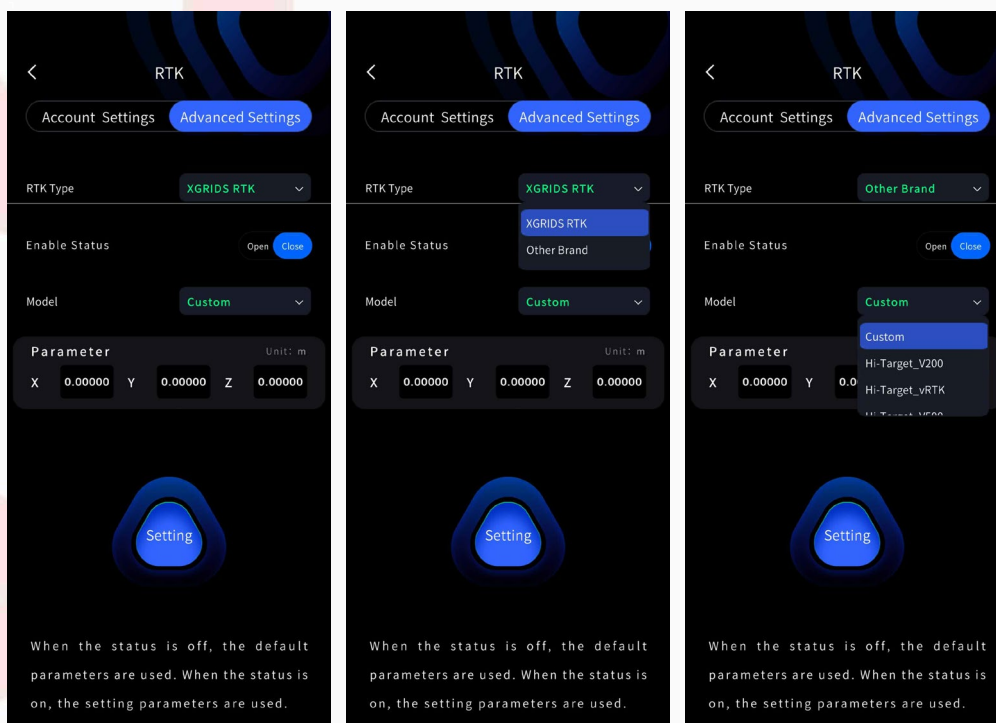 RTK
Account Settings Advanced Settings
RTK Type XGRIDS RTK
Enable Status Open Close
Model Custom
Parameter Unit: m
X 0.00000 Y 0.00000 Z 0.00000
Setting
When the status is off, the default
parameters are used. When the status is
on, the setting parameters are used.
RTK
Account Settings Advanced Settings
RTK Type XGRIDS RTK
XGRIDS RTK
Enable Status
Other Brand
Model Custom
Parameter Unit: m
X 0.00000 Y 0.00000 Z 0.00000
Setting
When the status is off, the default
parameters are used. When the status is
on, the setting parameters are used.
RTK
Account Settings Advanced Settings
RTK Type Other Brand
Enable Status Open Close
Model Custom
Custom
Parameter
Hi-Target_V200
X 0.00000 Y 0.0
Hi-Target_vRTK
Setting
When the status is off, the default
parameters are used. When the status is
on, the setting parameters are used.